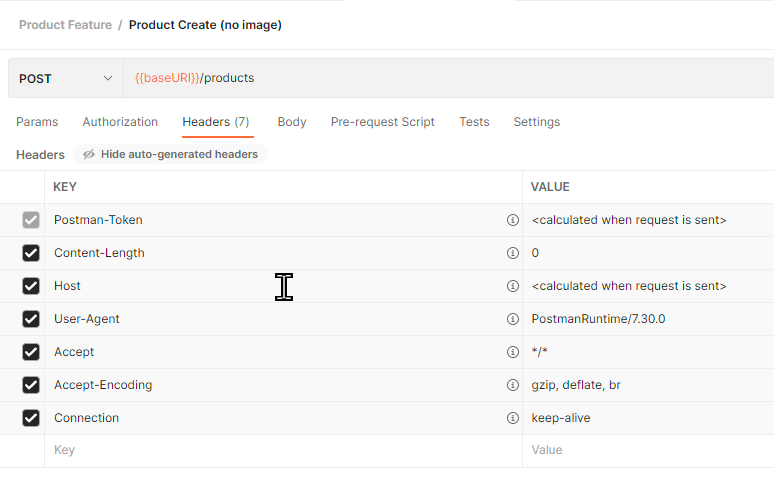 Product Feature / Product Create (no image)
POST {{baseURI}}/products
Params Authorization Headers (7) Body Pre-request Script Tests Settings
Headers Hide auto-generated headers
KEY VALUE
Postman-Token <calculated when request is sent>
Content-Length 0
Host <calculated when request is sent>
User-Agent PostmanRuntime/7.30.0
Accept */*
Accept-Encoding gzip, deflate, br
Connection keep-alive
Key Value